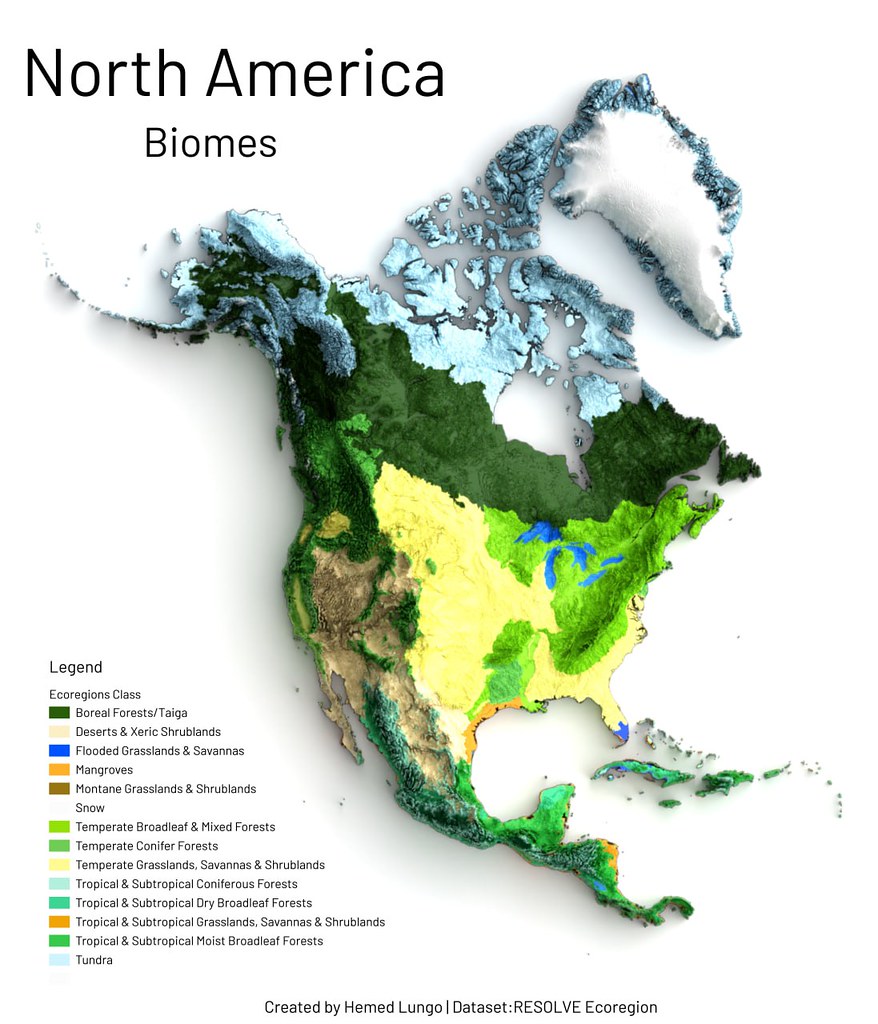 North America
Biomes
Legend
Ecoregions Class
Boreal Forests/Taiga
Deserts & Xeric Shrublands
Flooded Grasslands & Savannas
Mangroves
Montane Grasslands & Shrublands
Snow
Temperate Broadleaf & Mixed Forests
Temperate Conifer Forests
Temperate Grasslands, Savannas & Shrublands
Tropical & Subtropical Coniferous Forests
Tropical & Subtropical Dry Broadleaf Forests
Tropical & Subtropical Grasslands, Savannas & Shrublands
Tropical & Subtropical Moist Broadleaf Forests
Tundra
Created by Hemed Lungo | Dataset:RESOLVE Ecoregion